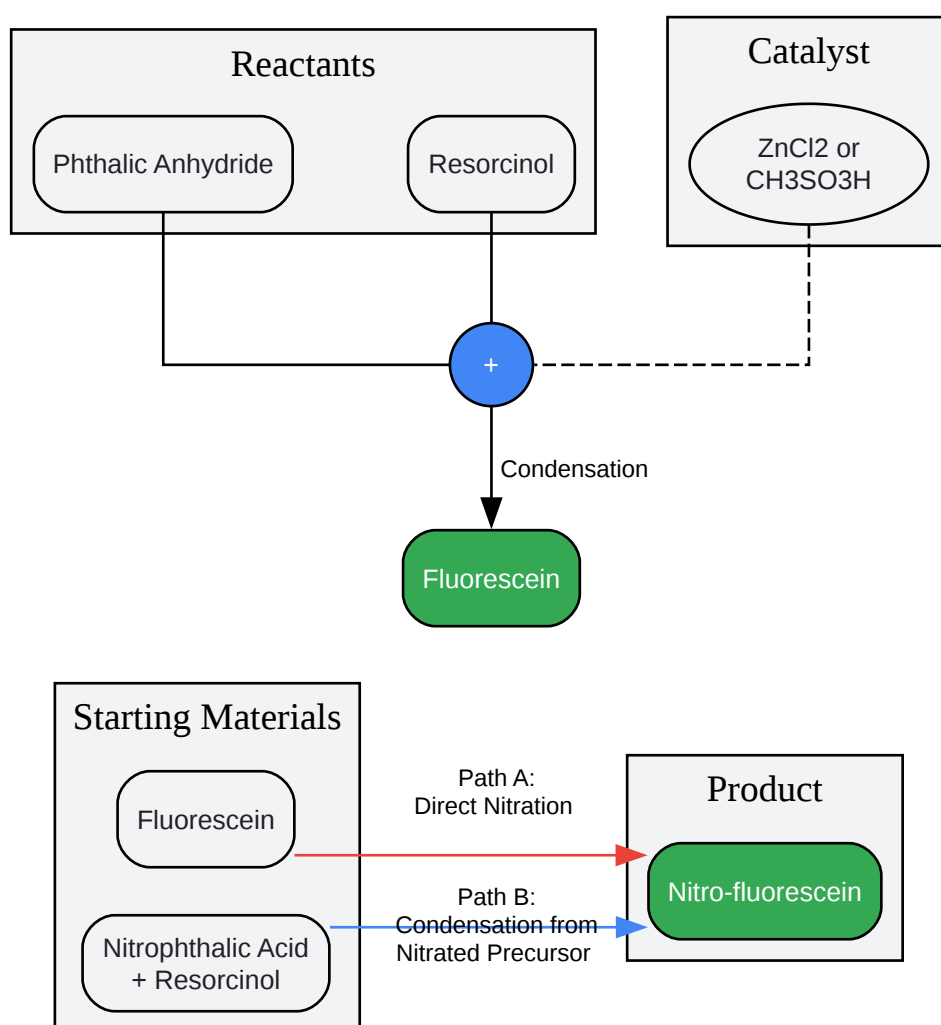 Reactants
Catalyst
Phthalic Anhydride
Resorcinol
ZnCl2 or
CH3SO3H
+
Condensation
Fluorescein
Starting Materials
Fluorescein
Nitrophthalic Acid
+ Resorcinol
Path A:
Direct Nitration
Path B:
Condensation from
Nitrated Precursor
Product
Nitro-fluorescein